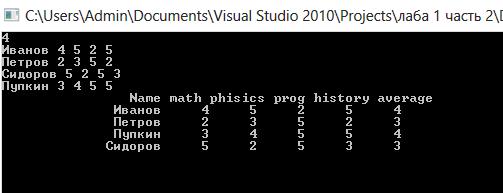 C:\Users\Admin\Documents\Visual Studio 2010\Projects\лаба 1 часть 2\
4
Иванов 4 5 2 5
Петров 2 3 5 2
Сидоров 5 2 5 3
Пупкин 3 4 5 5
Name math phisics prog history average
Иванов 4 5 2 5 4
Петров 2 3 5 2 3
Пупкин 3 4 5 5 4
Сидоров 5 2 5 3 3